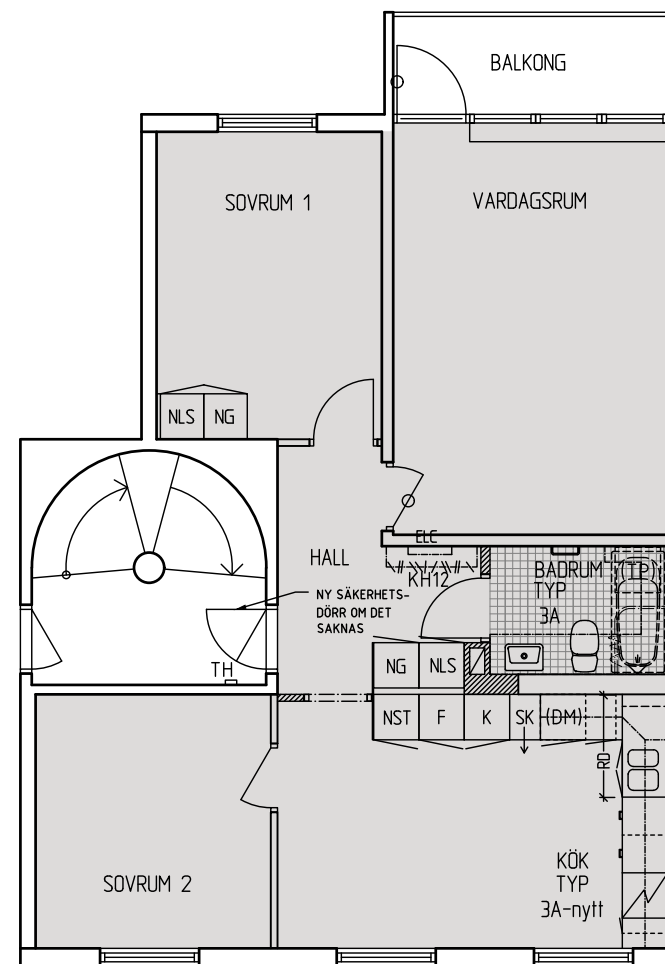 BALKONG
SOVRUM 1
VARDAGSRUM
NLS
NG
ELC
HALL
KH12
BADRUM
TYP
3A
TP
NY SÄKERHETS-
DÖRR OM DET
SAKNAS
TH
NG
NLS
NST
F
K
SK
(DM)
RD
SOVRUM 2
KÖK
TYP
3A-nytt